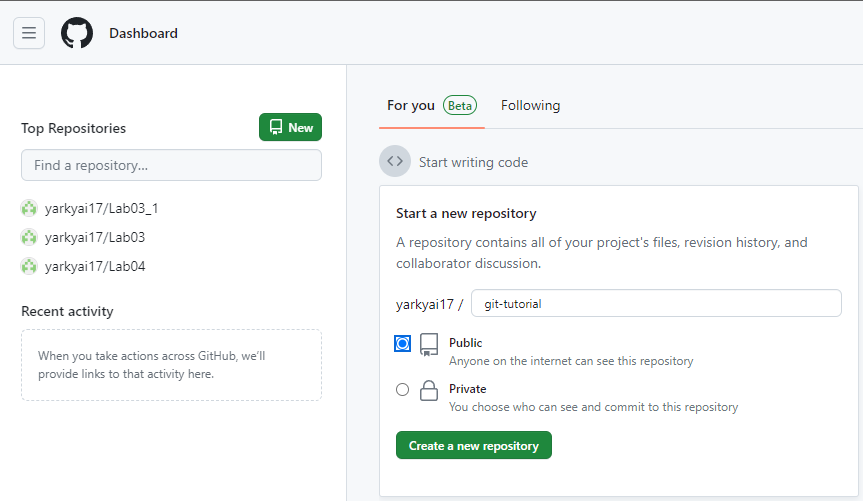 Dashboard
Top Repositories
New
Find a repository...
yarkyai17/Lab03_1
yarkyai17/Lab03
yarkyai17/Lab04
Recent activity
When you take actions across GitHub, we'll
provide links to that activity here.
For you Beta Following
Start writing code
Start a new repository
A repository contains all of your project's files, revision history, and
collaborator discussion.
yarkyai17 / git-tutorial
Public
Anyone on the internet can see this repository
Private
You choose who can see and commit to this repository
Create a new repository